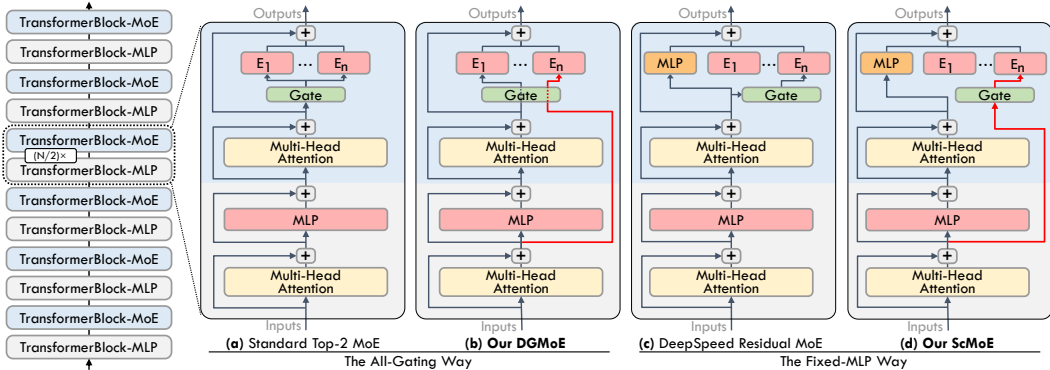 TransformerBlock-MoE
TransformerBlock-MLP
TransformerBlock-MoE
TransformerBlock-MLP
TransformerBlock-MoE
(N/2)×
TransformerBlock-MLP
TransformerBlock-MoE
TransformerBlock-MLP
TransformerBlock-MoE
TransformerBlock-MLP
TransformerBlock-MoE
TransformerBlock-MLP
Outputs
+
E1 ... En
Gate
+
Multi-Head
Attention
+
MLP
+
Multi-Head
Attention
Inputs
(a) Standard Top-2 MoE
Outputs
+
E1 ... En
Gate
+
Multi-Head
Attention
+
MLP
+
Multi-Head
Attention
Inputs
(b) Our DGMoE
The All-Gating Way
Outputs
+
MLP E1 ... En
Gate
+
Multi-Head
Attention
+
MLP
+
Multi-Head
Attention
Inputs
(c) DeepSpeed Residual MoE
Outputs
+
MLP E1 ... En
Gate
+
Multi-Head
Attention
+
MLP
+
Multi-Head
Attention
Inputs
(d) Our ScMoE
The Fixed-MLP Way